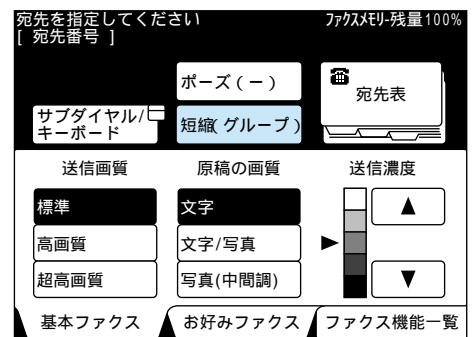 宛先を指定してください ﾌｧｸｽﾒﾓﾘｰ残量100%
[ 宛先番号 ]
ポーズ(－)
宛先表
サブダイヤル/
キーボード
短縮(グループ)
送信画質 原稿の画質 送信濃度
標準 文字
高画質 文字/写真
超高画質 写真(中間調)
基本ファクス お好みファクス ファクス機能一覧